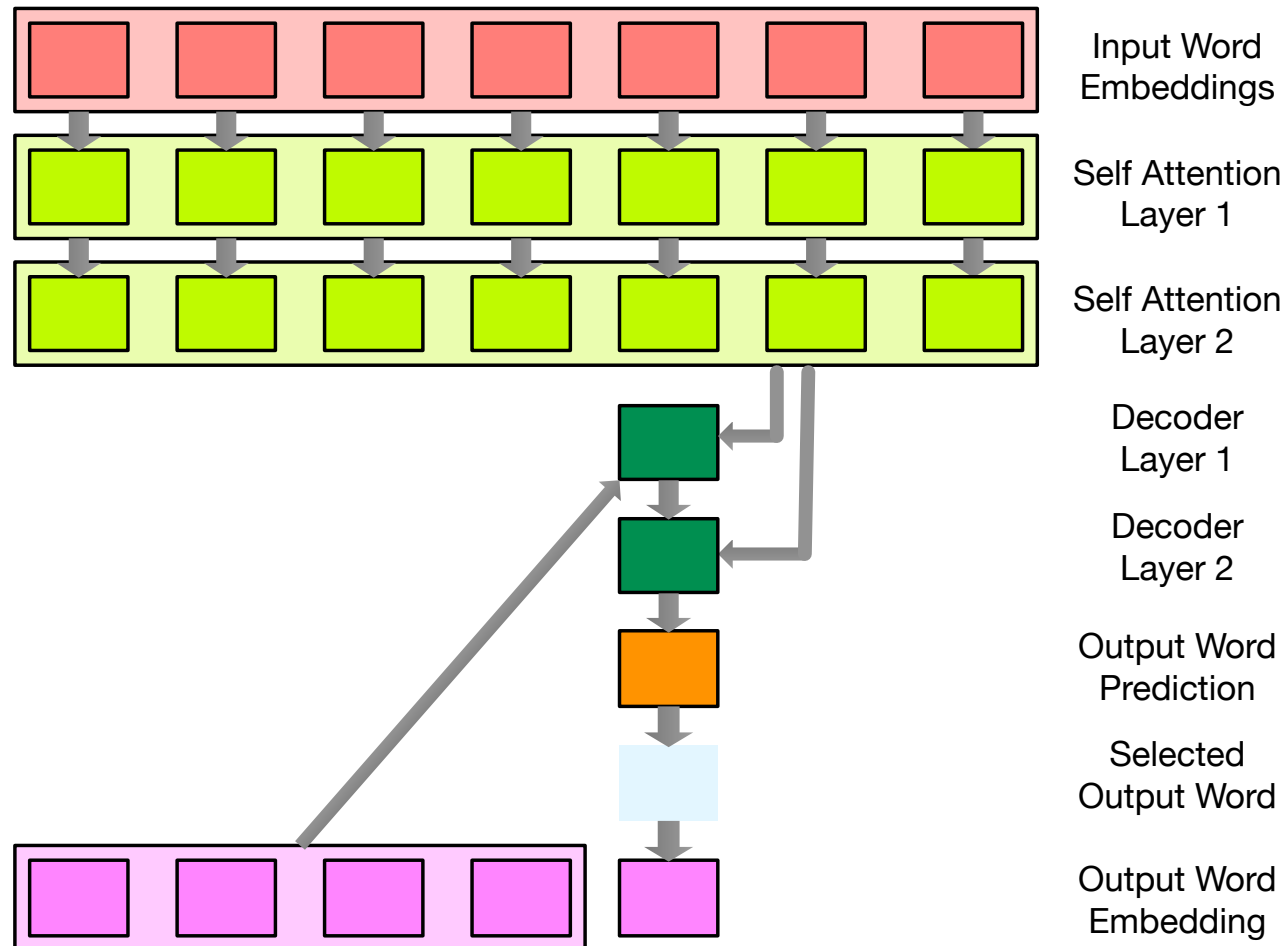 Input Word
Embeddings
Self Attention
Layer 1
Self Attention
Layer 2
Decoder
Layer 1
Decoder
Layer 2
Output Word
Prediction
Selected
Output Word
Output Word
Embedding